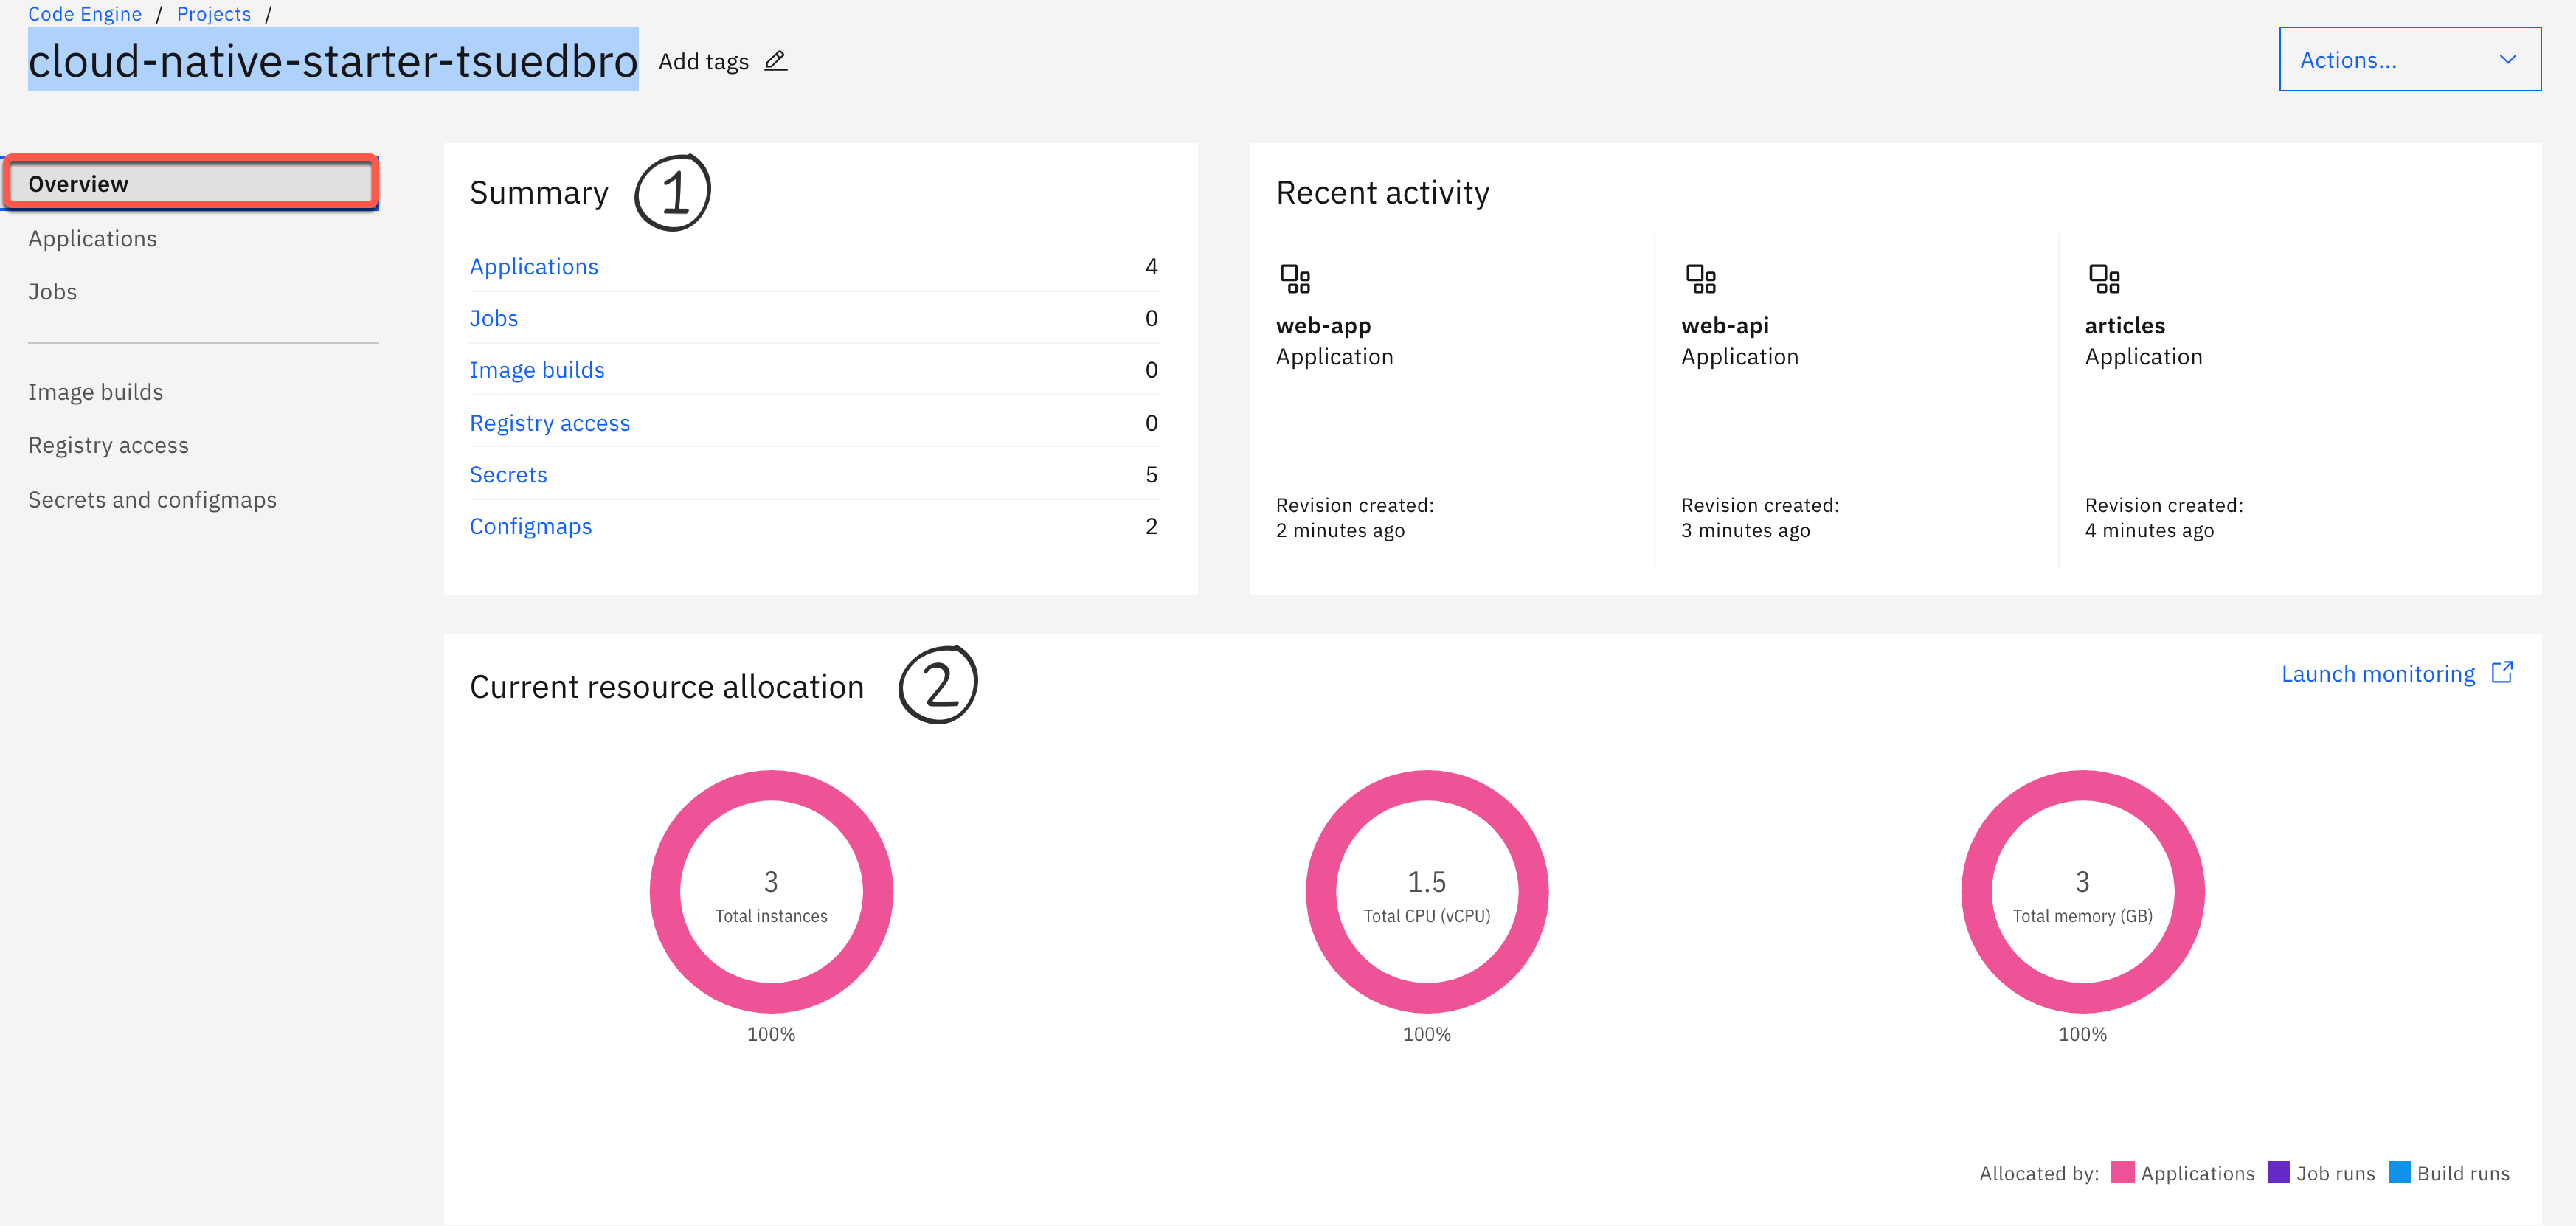 Code Engine / Projects /
cloud-native-starter-tsuedbro Add tags
Actions...
Overview
Applications
Jobs
Image builds
Registry access
Secrets and configmaps
Summary 1
Applications 4
Jobs 0
Image builds 0
Registry access 0
Secrets 5
Configmaps 2
Recent activity
web-app
Application
Revision created:
2 minutes ago
web-api
Application
Revision created:
3 minutes ago
articles
Application
Revision created:
4 minutes ago
Current resource allocation 2
Launch monitoring
3
Total instances
100%
1.5
Total CPU (vCPU)
100%
3
Total memory (GB)
100%
Allocated by: Applications Job runs Build runs